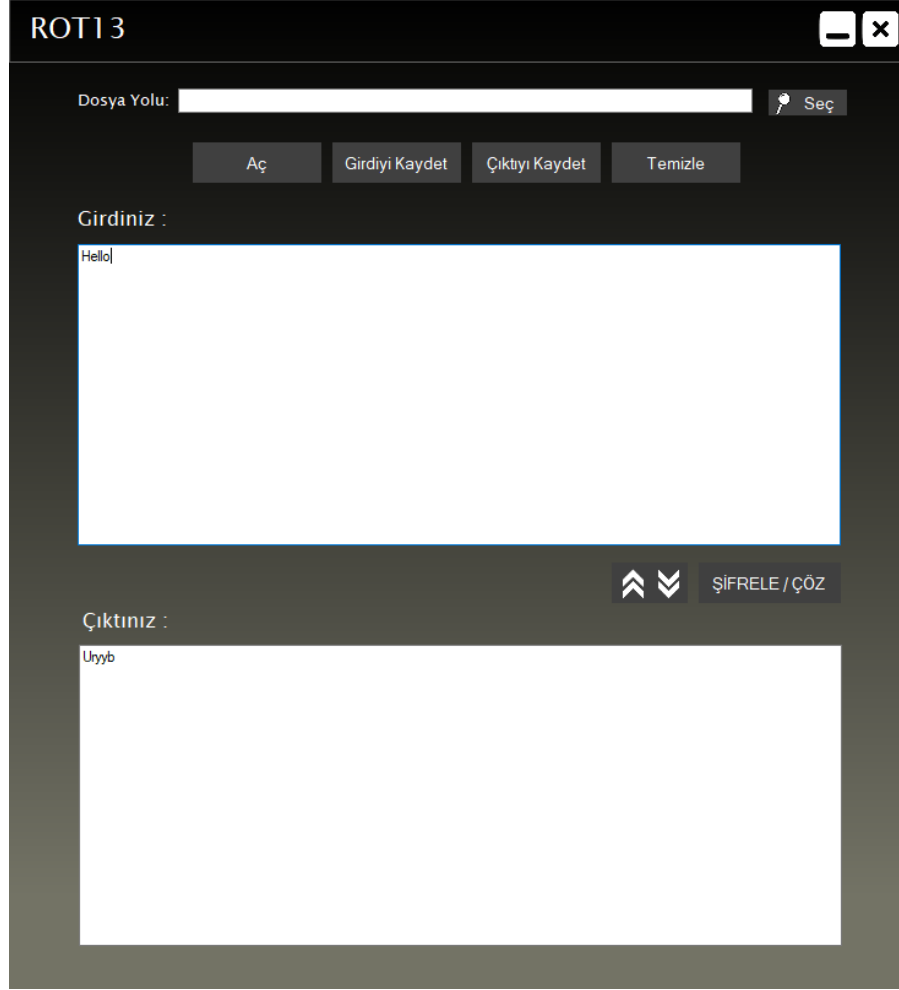 ROT13
Dosya Yolu:
Seç
Aç Girdiyi Kaydet Çıktıyı Kaydet Temizle
Girdiniz :
Hello
ŞİFRELE / ÇÖZ
Çıktınız :
Uryyb